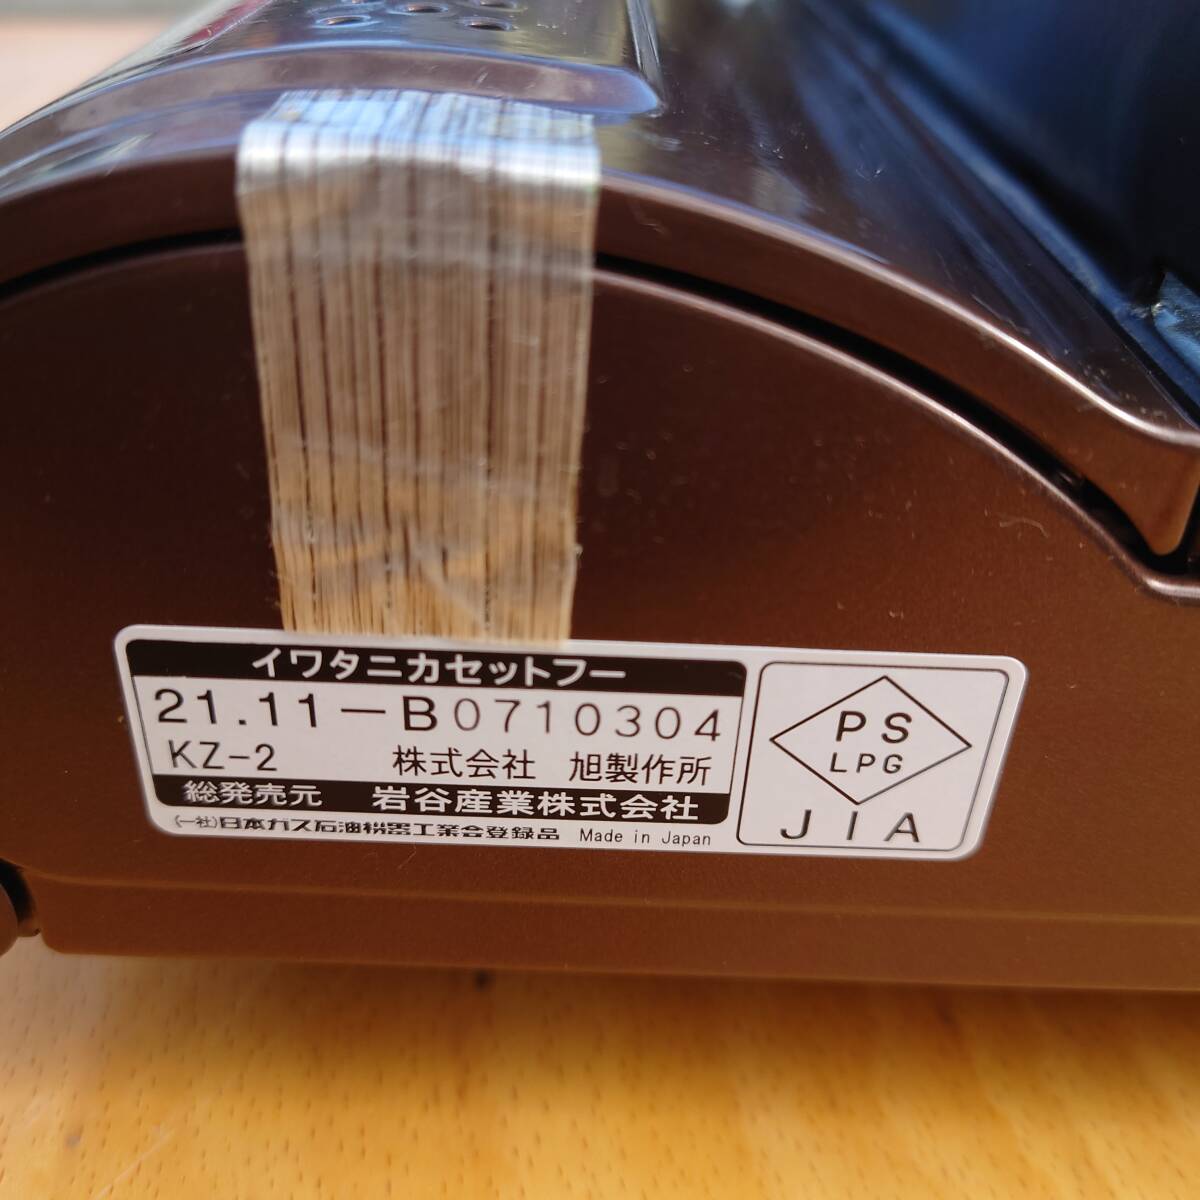 イワタニカセットフー
21.11－B0710304
KZ-2 株式会社 旭製作所
総発売元 岩谷産業株式会社
(一社)日本ガス石油機器工業会登録品 Made in Japan
PS
LPG
JIA